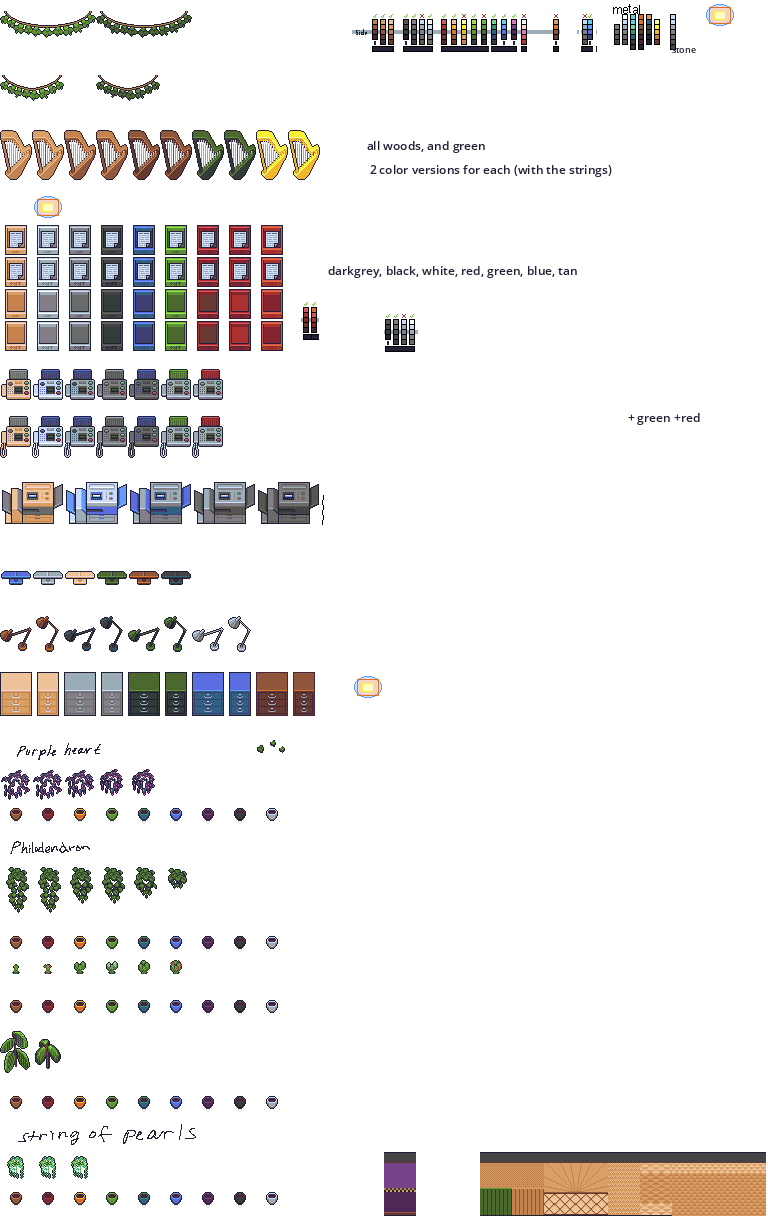 metal
Side
stone
all woods, and green
2 color versions for each (with the strings)
darkgrey, black, white, red, green, blue, tan
+ green +red
Purple heart
Philodendron
string of pearls